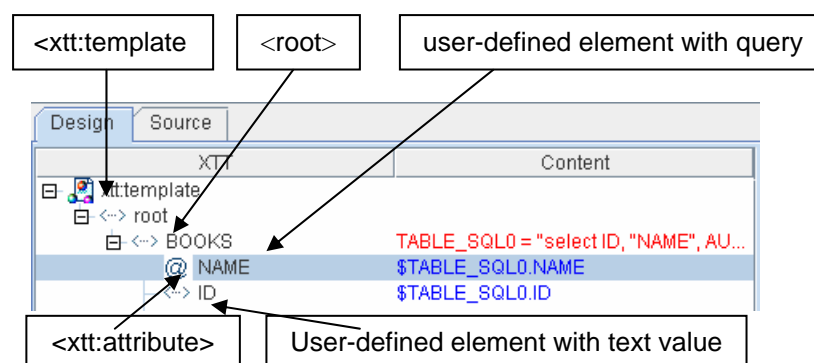 <xtt:template
<root>
user-defined element with query
Design
Source
XTT
Content
xtt:template
root
BOOKS
TABLE_SQL0 = "select ID, "NAME", AU...
@ NAME
$TABLE_SQL0.NAME
ID
$TABLE_SQL0.ID
<xtt:attribute>
User-defined element with text value